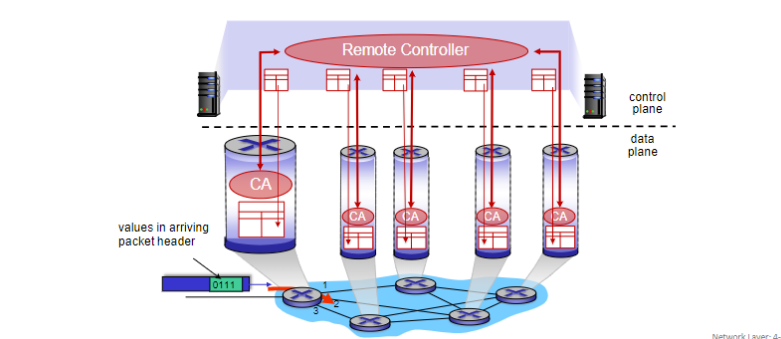 Remote Controller
control
plane
data
plane
CA
CA
CA
CA
CA
values in arriving
packet header
0111
1
2
3
Network Layer: 4-